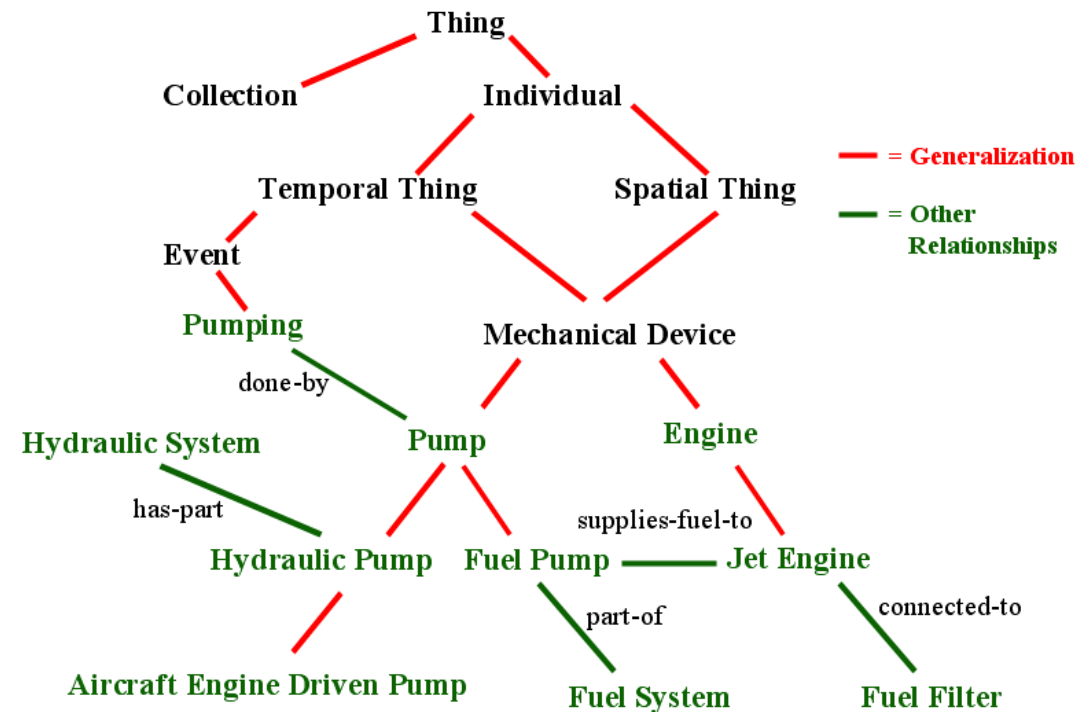 Thing
Collection
Individual
= Generalization
Temporal Thing
Spatial Thing
= Other
Relationships
Event
Pumping
Mechanical Device
done-by
Hydraulic System
Pump
Engine
has-part
supplies-fuel-to
Hydraulic Pump
Fuel Pump
Jet Engine
part-of
connected-to
Aircraft Engine Driven Pump
Fuel System
Fuel Filter